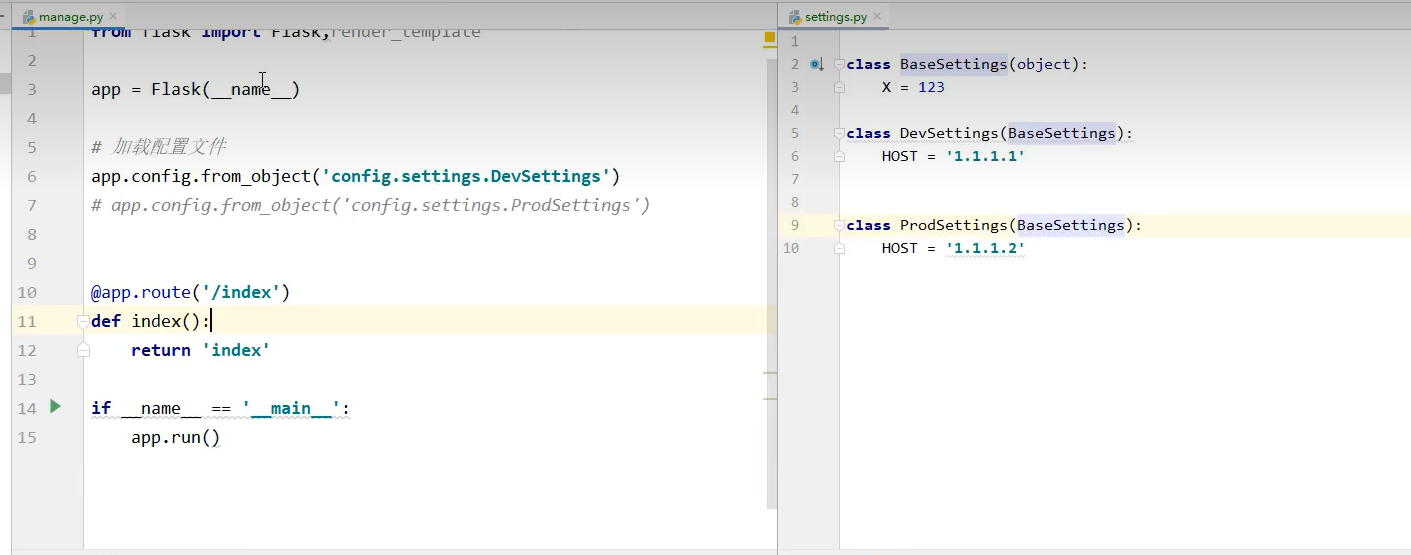 manage.py
1 from flask import Flask,render_template
2
3 app = Flask(__name__)
4
5 # 加载配置文件
6 app.config.from_object('config.settings.DevSettings')
7 # app.config.from_object('config.settings.ProdSettings')
8
9
10 @app.route('/index')
11 def index():
12 return 'index'
13
14 if __name__ == '__main__':
15 app.run()
settings.py
1
2 class BaseSettings(object):
3 X = 123
4
5 class DevSettings(BaseSettings):
6 HOST = '1.1.1.1'
7
8
9 class ProdSettings(BaseSettings):
10 HOST = '1.1.1.2'